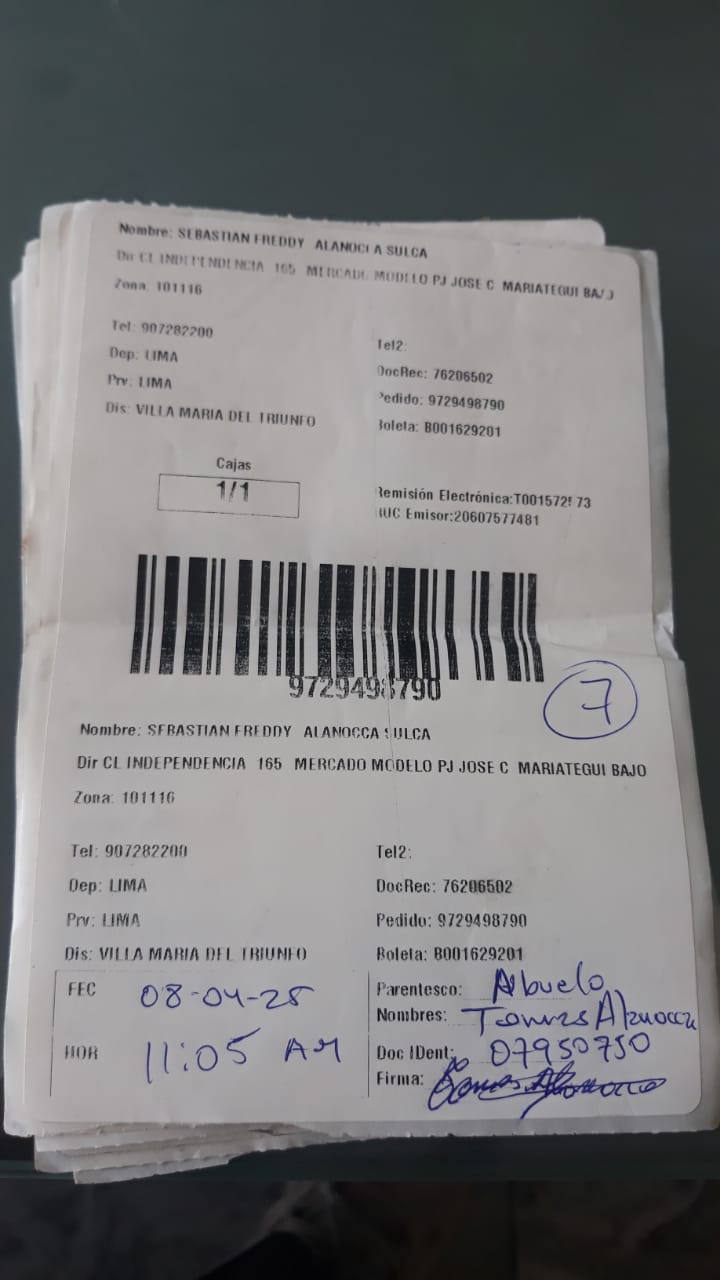 Nombre: SEBASTIAN FREDDY ALANOCCA SULCA
Dir CL INDEPENDENCIA 165 MERCADO MODELO PJ JOSE C MARIATEGUI BAJO
Zona: 101116
Tel: 907282200
Tel2:
Dep: LIMA
DocRec: 76206502
Prv: LIMA
Pedido: 9729498790
Dis: VILLA MARIA DEL TRIUNFO
Boleta: B001629201
Cajas
1/1
Remisión Electrónica:
RUC Emisor:20607577481
9729498790
7
Nombre: SEBASTIAN FREDDY ALANOCCA SULCA
Dir CL INDEPENDENCIA 165 MERCADO MODELO PJ JOSE C MARIATEGUI BAJO
Zona: 101116
Tel: 907282200
Tel2:
Dep: LIMA
DocRec: 76206502
Prv: LIMA
Pedido: 9729498790
Dis: VILLA MARIA DEL TRIUNFO
Boleta: B001629201
FEC 08-04-25
Parentesco: Abuelo
Nombres: Tomas Alanocca
HOR 11:05 AM
Doc IDent: 07950750
Firma: